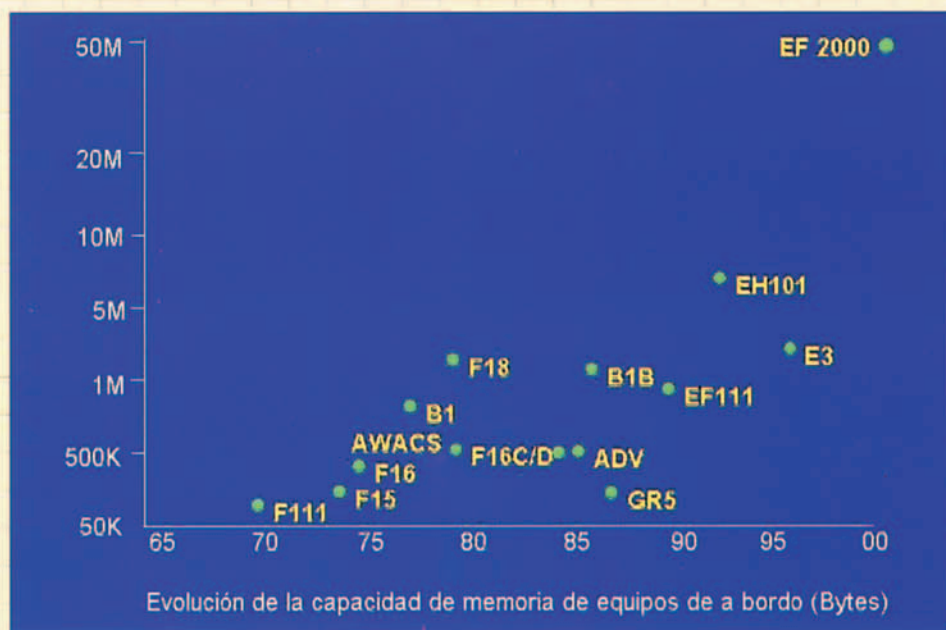 50M
EF 2000
20M
10M
EH101
5M
F18
E3
B1B
1M
EF111
B1
AWACS
500K
F16C/D
ADV
F16
F15
GR5
F111
50K
65 70 75 80 85 90 95 00
Evolución de la capacidad de memoria de equipos de a bordo (Bytes)